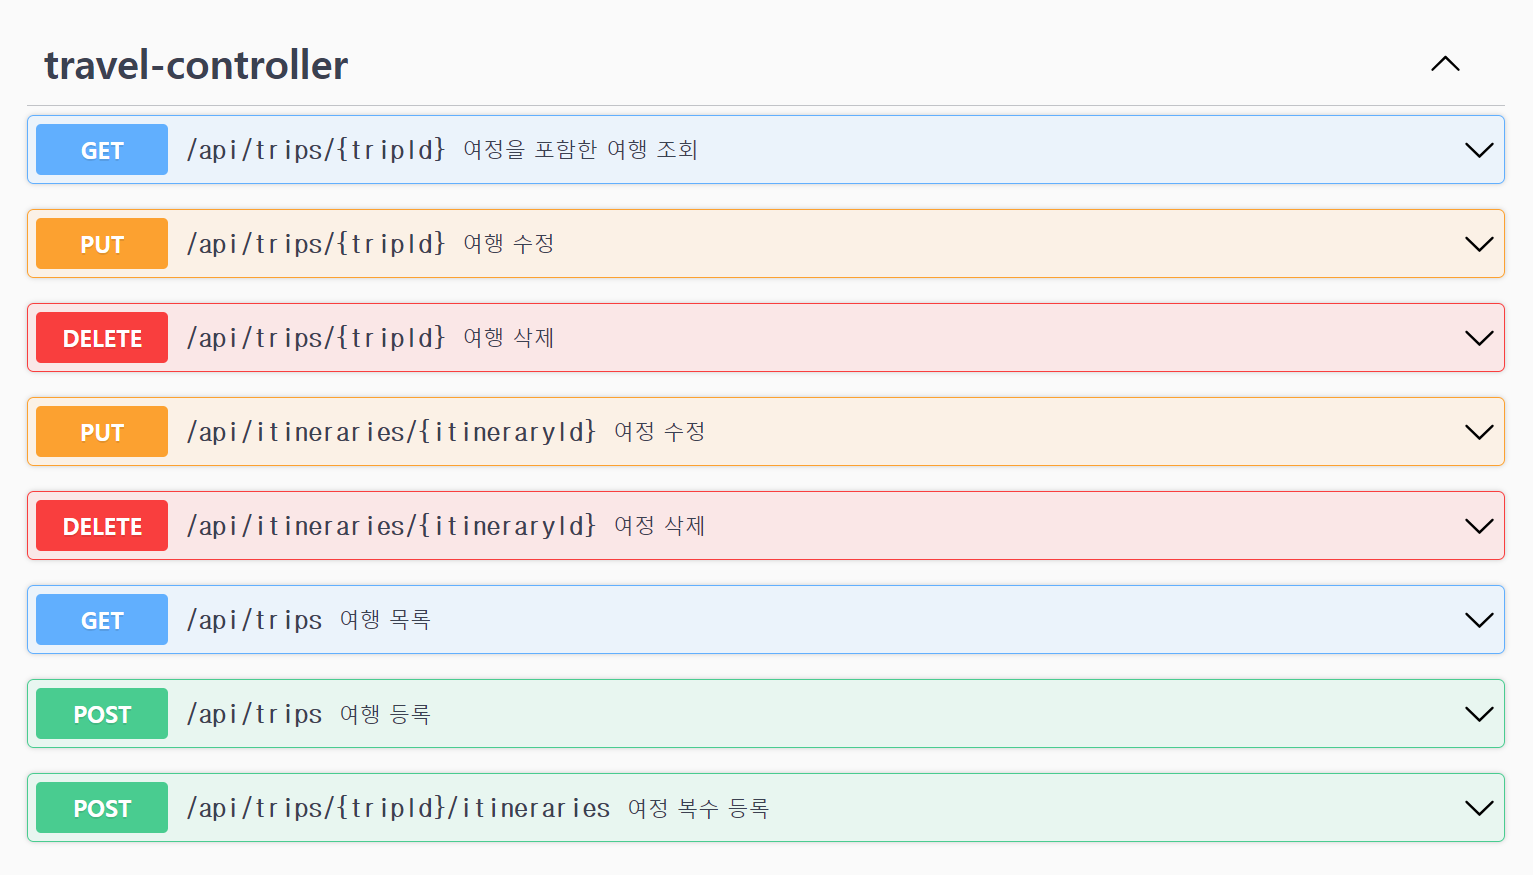 travel-controller
GET /api/trips/{tripId} 여정을 포함한 여행 조회
PUT /api/trips/{tripId} 여행 수정
DELETE /api/trips/{tripId} 여행 삭제
PUT /api/itineraries/{itineraryId} 여정 수정
DELETE /api/itineraries/{itineraryId} 여정 삭제
GET /api/trips 여행 목록
POST /api/trips 여행 등록
POST /api/trips/{tripId}/itineraries 여정 복수 등록